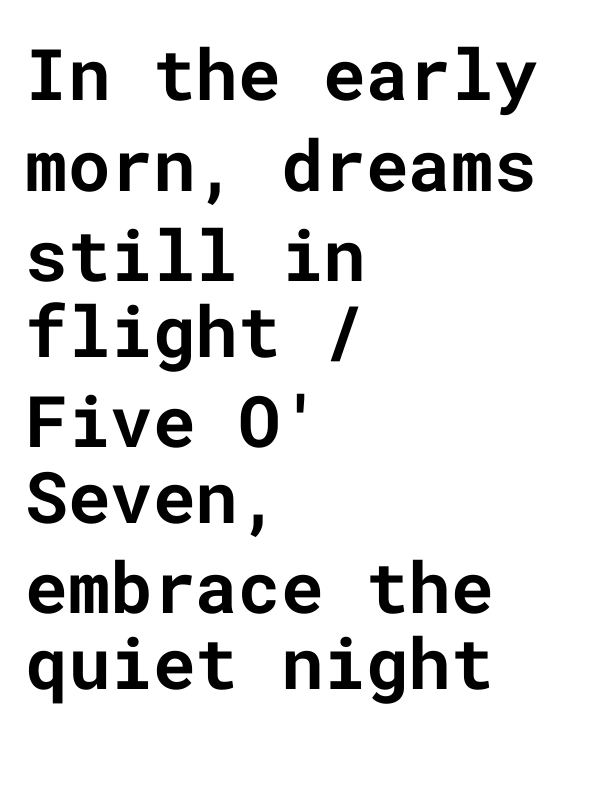 In the early
morn, dreams
still in
flight /
Five O'
Seven,
embrace the
quiet night